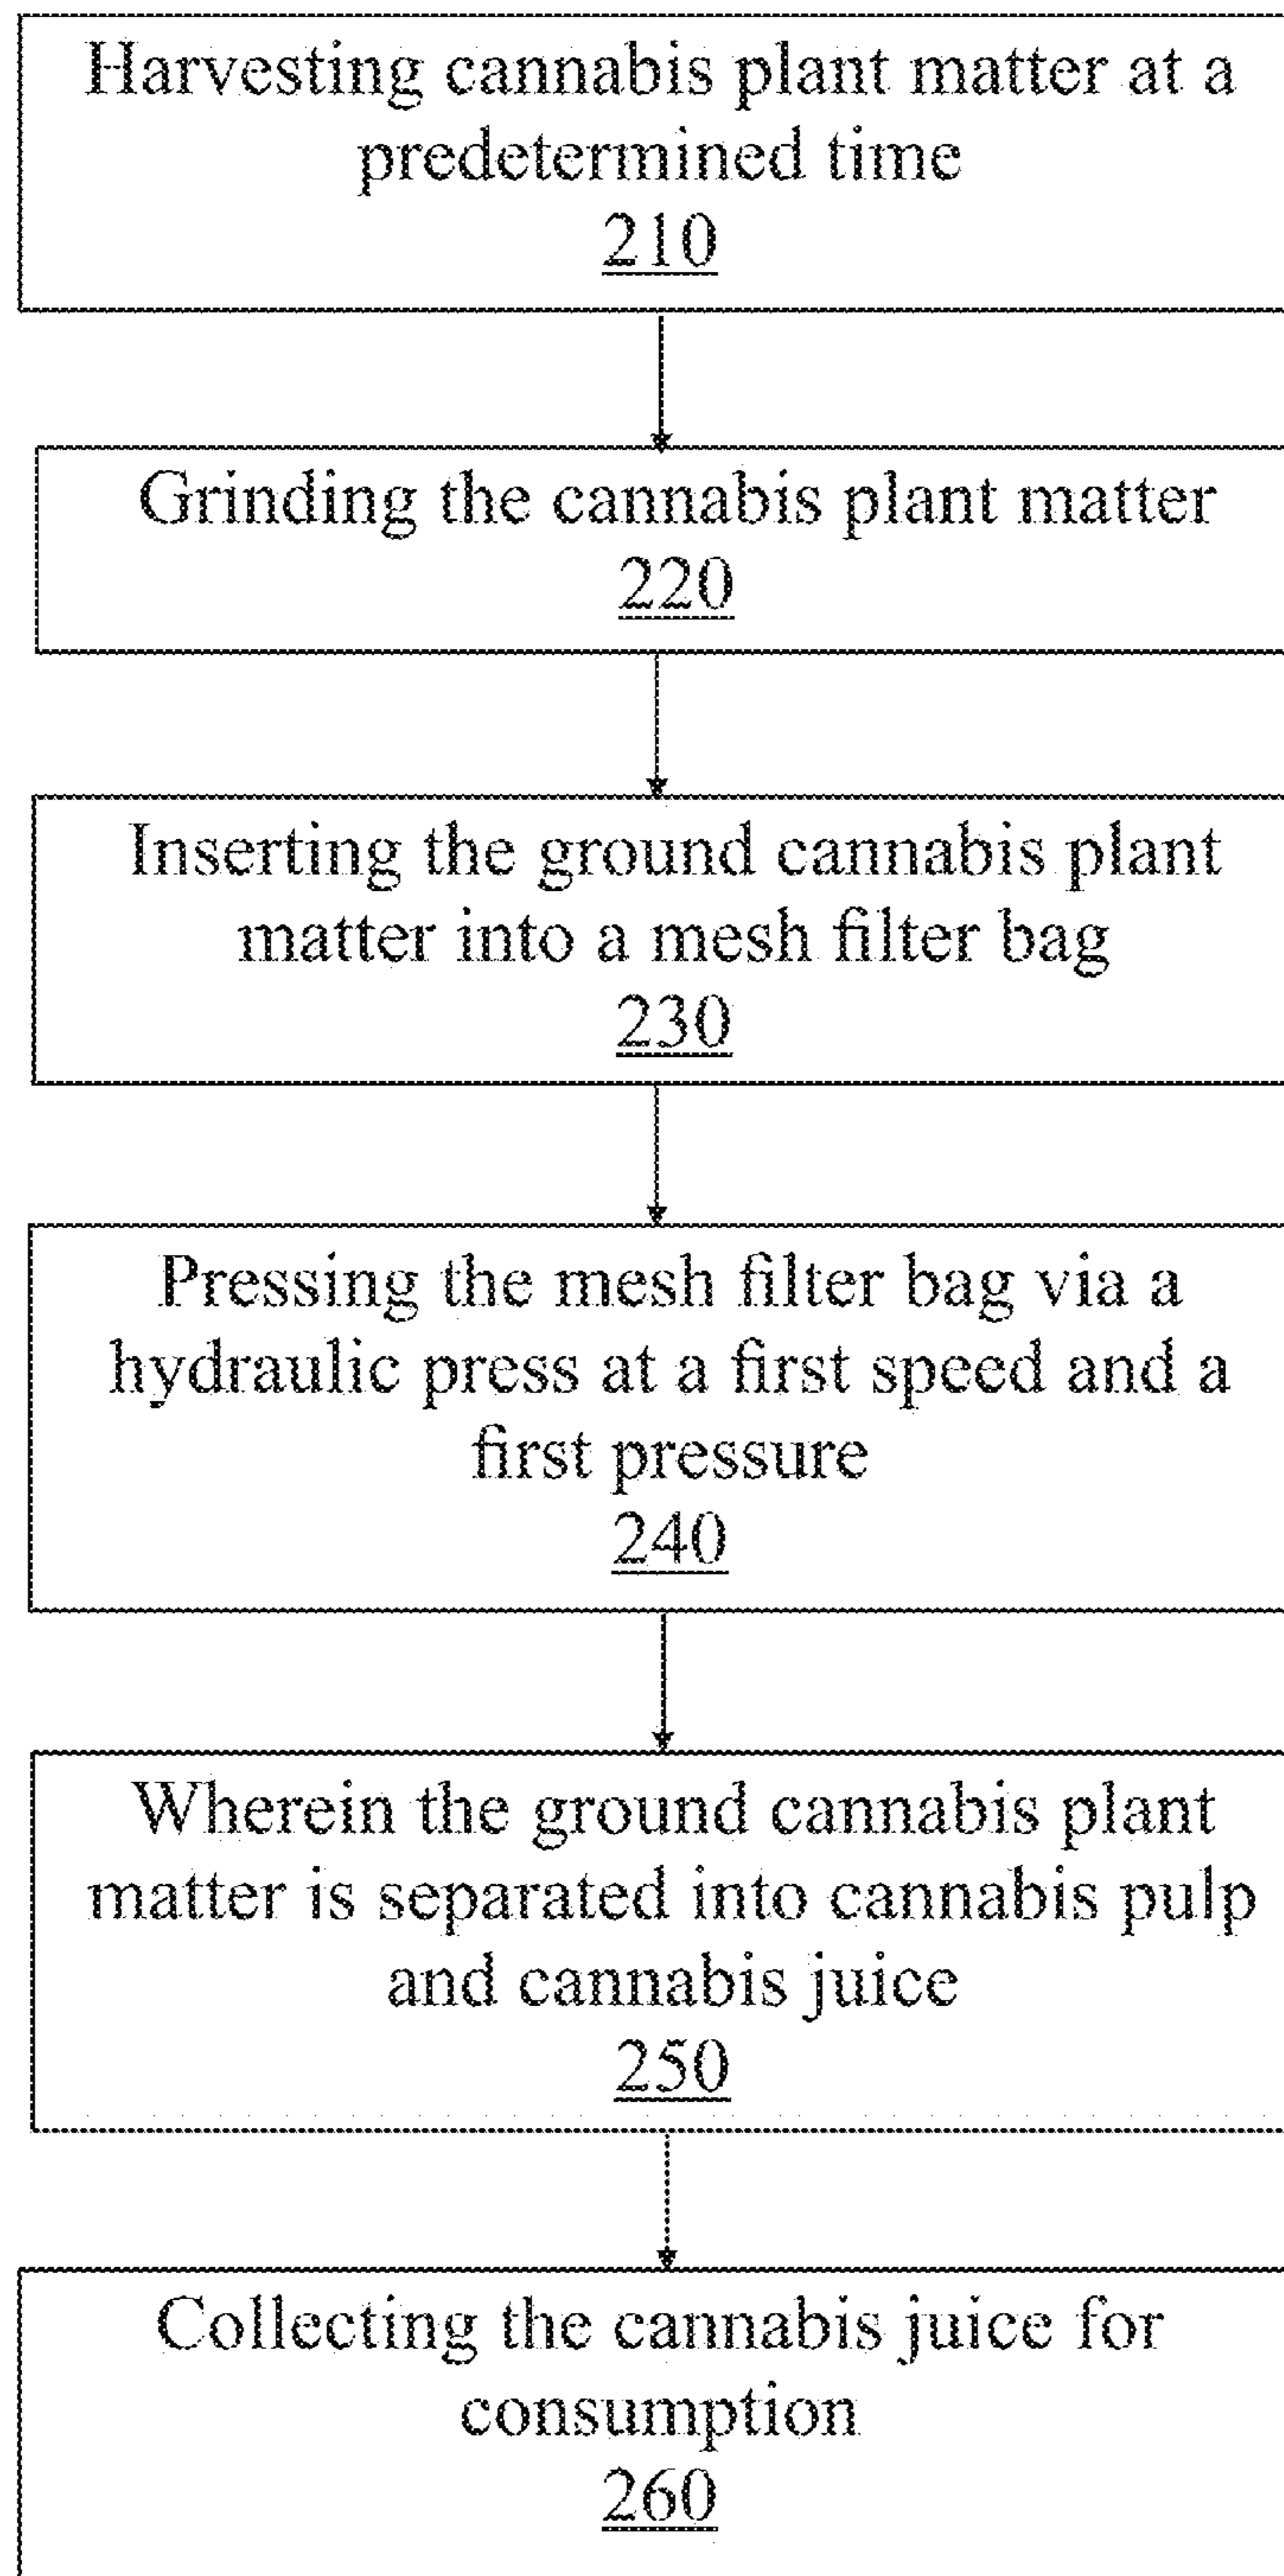 Harvesting cannabis plant matter at a
predetermined time
210
Grinding the cannabis plant matter
220
Inserting the ground cannabis plant
matter into a mesh filter bag
230
Pressing the mesh filter bag via a
hydraulic press at a first speed and a
first pressure
240
Wherein the ground cannabis plant
matter is separated into cannabis pulp
and cannabis juice
250
Collecting the cannabis juice for
consumption
260